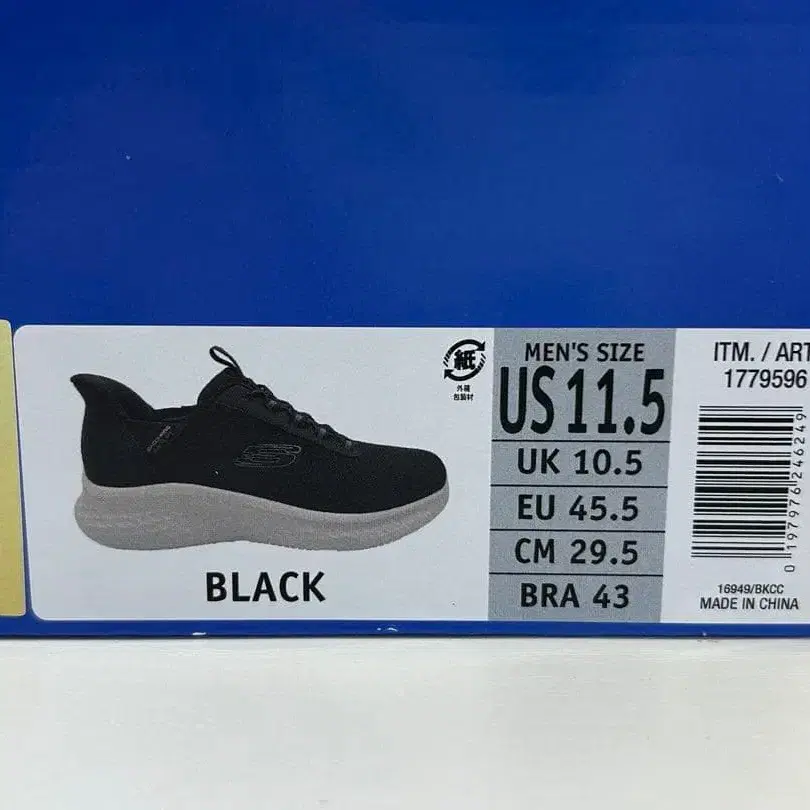 紙
外箱
包装材
BLACK
MEN'S SIZE
US 11.5
UK 10.5
EU 45.5
CM 29.5
BRA 43
ITM. / ART
1779596
0 197976 246249
16949/BKCC
MADE IN CHINA